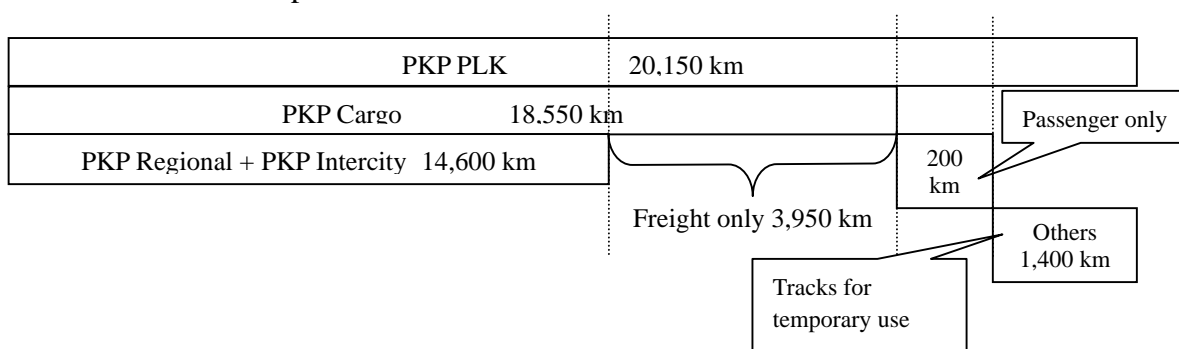 PKP PLK 20,150 km
PKP Cargo 18,550 km
Passenger only
PKP Regional + PKP Intercity 14,600 km
200
km
Freight only 3,950 km
Others
1,400 km
Tracks for
temporary use